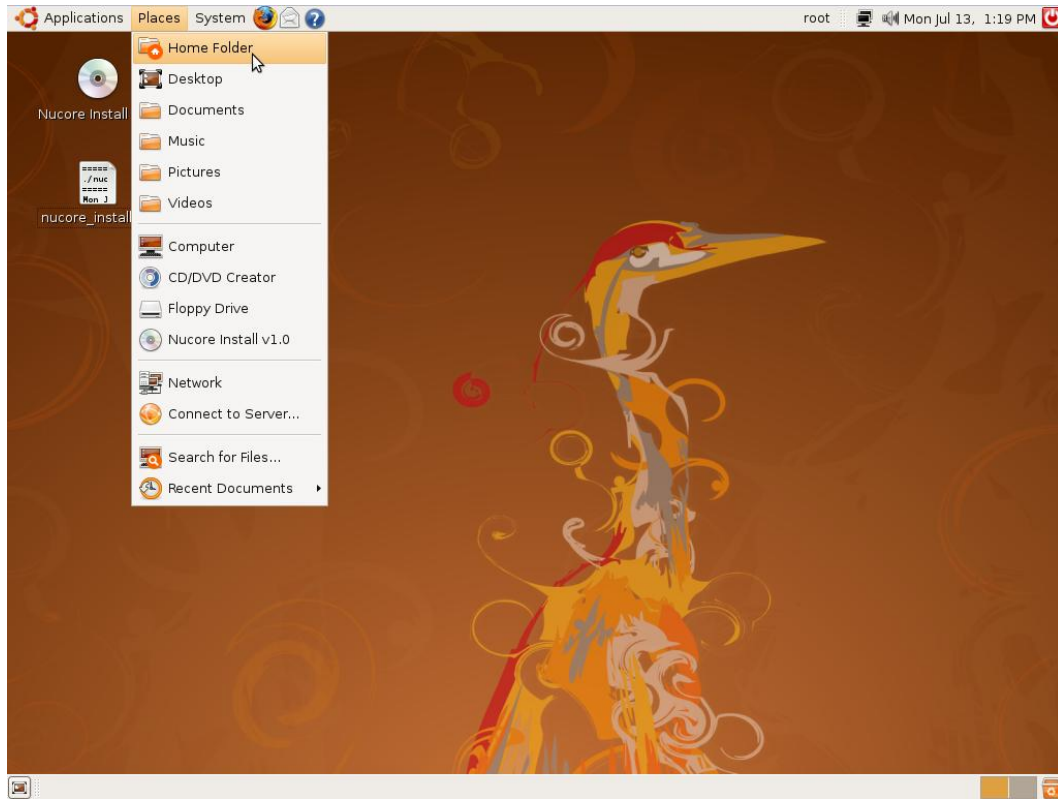 Applications Places System root Mon Jul 13, 1:19 PM
Home Folder
Desktop
Nucore Install
Documents
Music
=====
./nuc
=====
Mon J
Pictures
Videos
nucore_install
Computer
CD/DVD Creator
Floppy Drive
Nucore Install v1.0
Network
Connect to Server...
Search for Files...
Recent Documents